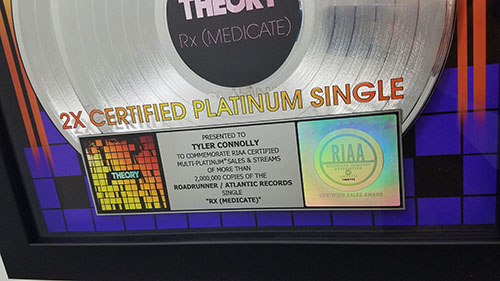 THEORY
Rx (MEDICATE)
2X CERTIFIED PLATINUM SINGLE
PRESENTED TO
TYLER CONNOLLY
TO COMMEMORATE RIAA CERTIFIED
MULTI-PLATINUM SALES & STREAMS
OF MORE THAN
2,000,000 COPIES OF THE
ROADRUNNER / ATLANTIC RECORDS
SINGLE
"RX (MEDICATE)"
THEORY
RIAA
CERTIFIED SALES AWARD